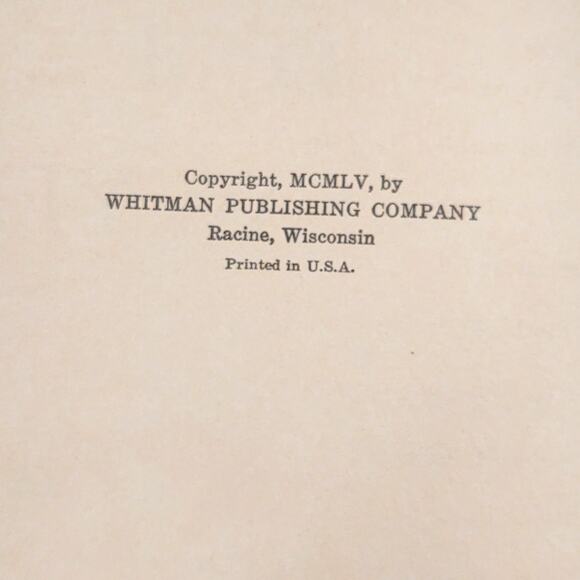 Copyright, MCMLV, by
WHITMAN PUBLISHING COMPANY
Racine, Wisconsin
Printed in U.S.A.